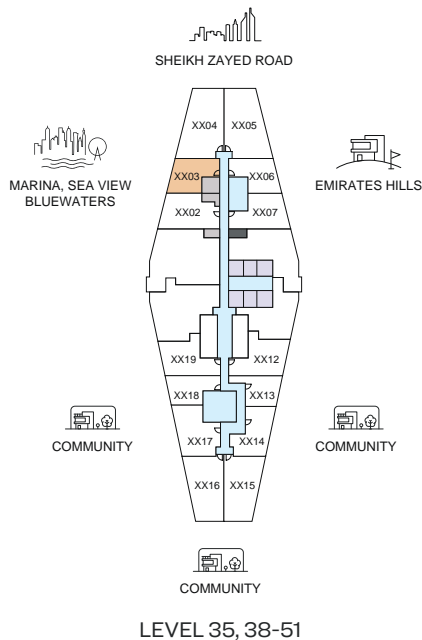 SHEIKH ZAYED ROAD
XX04 XX05
MARINA, SEA VIEW
BLUEWATERS
EMIRATES HILLS
XX03 XX06
XX02 XX07
XX19 XX12
XX18 XX13
XX17 XX14
COMMUNITY
COMMUNITY
XX16 XX15
COMMUNITY
LEVEL 35, 38-51